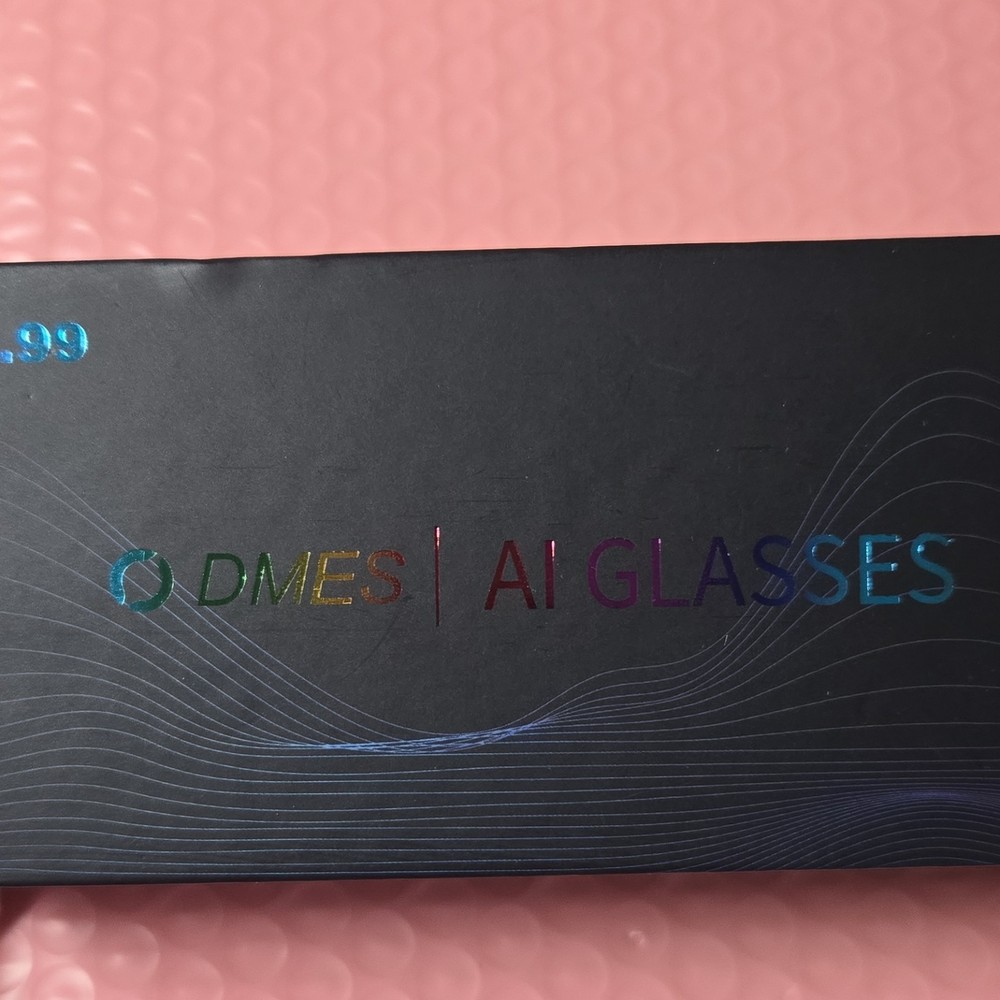 .99
DMES | AI GLASSES